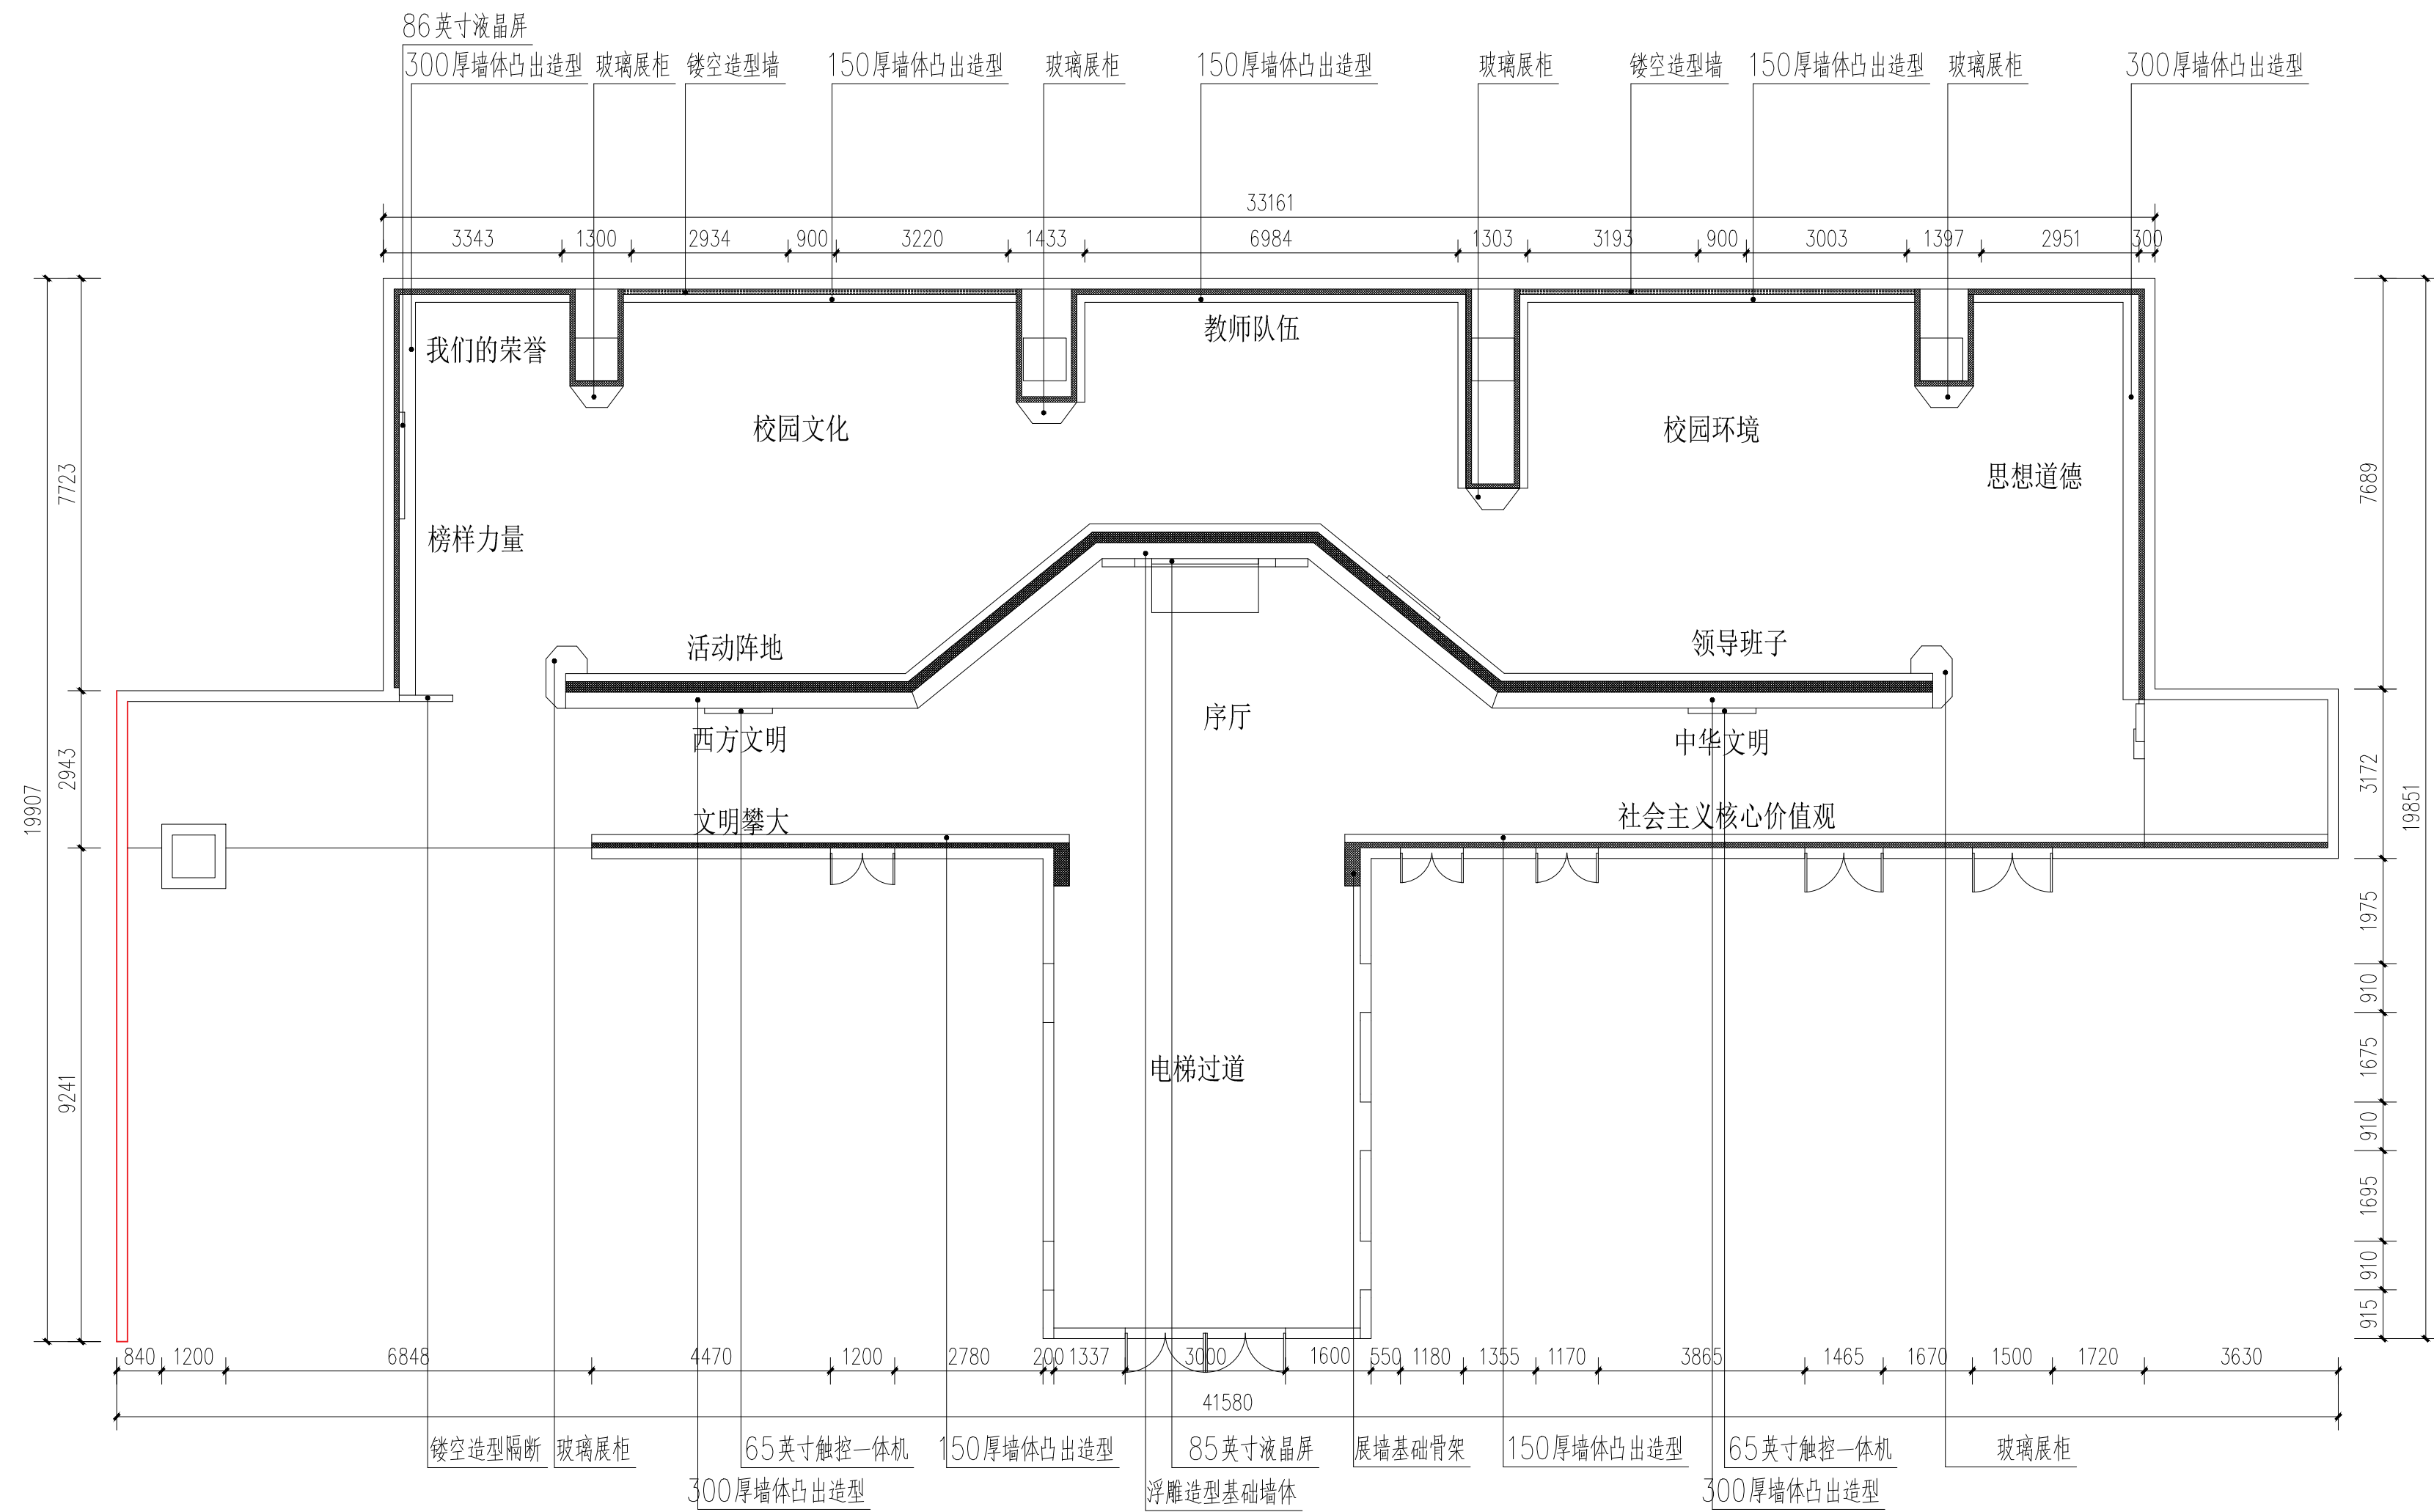 86英寸液晶屏
300厚墙体凸出造型
玻璃展柜
镂空造型墙
150厚墙体凸出造型
玻璃展柜
150厚墙体凸出造型
玻璃展柜
镂空造型墙
150厚墙体凸出造型
玻璃展柜
300厚墙体凸出造型
33161
3343
1300
2934
900
3220
1433
6984
1303
3193
900
3003
1397
2951
300
教师队伍
我们的荣誉
校园文化
校园环境
思想道德
榜样力量
活动阵地
领导班子
序厅
西方文明
中华文明
文明攀大
社会主义核心价值观
电梯过道
19907
7723
2943
9241
7689
3172
19851
1975
910
1675
910
1695
910
915
840
1200
6848
4470
1200
2780
200
1337
3000
1600
550
1180
1355
1170
3865
1465
1670
1500
1720
3630
41580
镂空造型隔断
玻璃展柜
65英寸触控一体机
150厚墙体凸出造型
85英寸液晶屏
展墙基础骨架
150厚墙体凸出造型
65英寸触控一体机
玻璃展柜
300厚墙体凸出造型
浮雕造型基础墙体
300厚墙体凸出造型